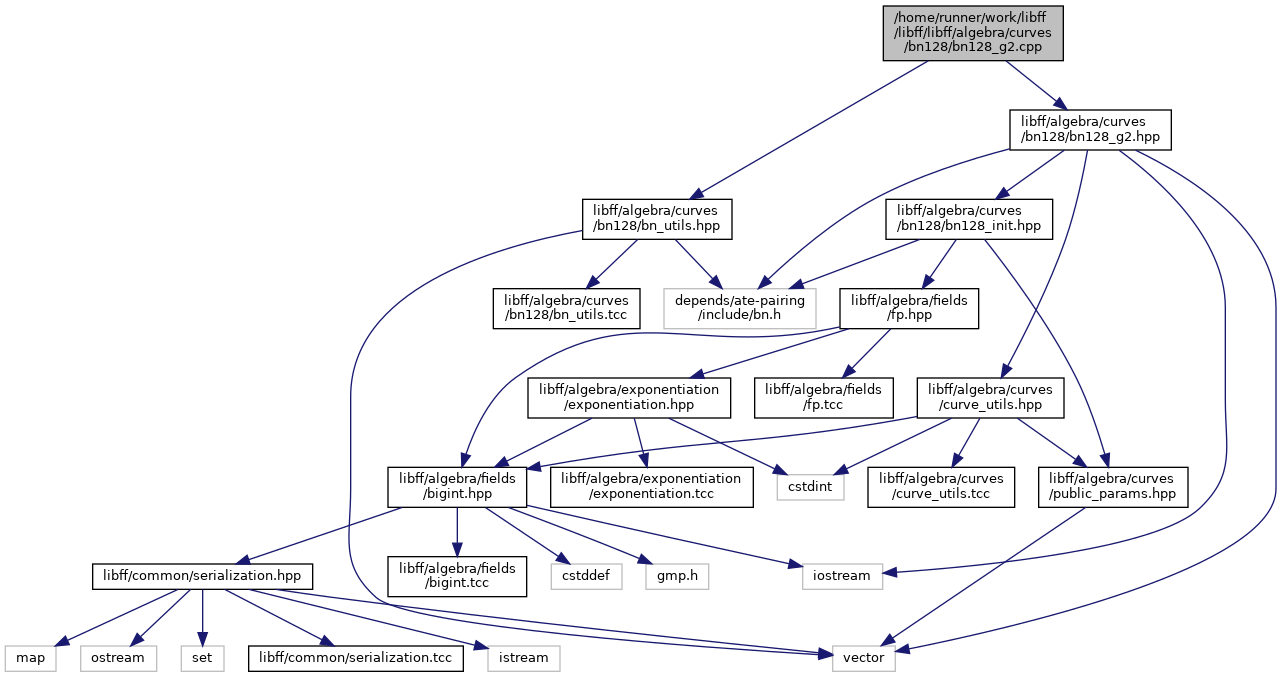 /home/runner/work/libff
/libff/libff/algebra/curves
/bn128/bn128_g2.cpp
libff/algebra/curves
/bn128/bn128_g2.hpp
libff/algebra/curves
/bn128/bn_utils.hpp
libff/algebra/curves
/bn128/bn128_init.hpp
libff/algebra/curves
/bn128/bn_utils.tcc
depends/ate-pairing
/include/bn.h
libff/algebra/fields
/fp.hpp
libff/algebra/exponentiation
/exponentiation.hpp
libff/algebra/fields
/fp.tcc
libff/algebra/curves
/curve_utils.hpp
libff/algebra/fields
/bigint.hpp
libff/algebra/exponentiation
/exponentiation.tcc
cstdint
libff/algebra/curves
/curve_utils.tcc
libff/algebra/curves
/public_params.hpp
libff/common/serialization.hpp
libff/algebra/fields
/bigint.tcc
cstddef
gmp.h
iostream
map
ostream
set
libff/common/serialization.tcc
istream
vector